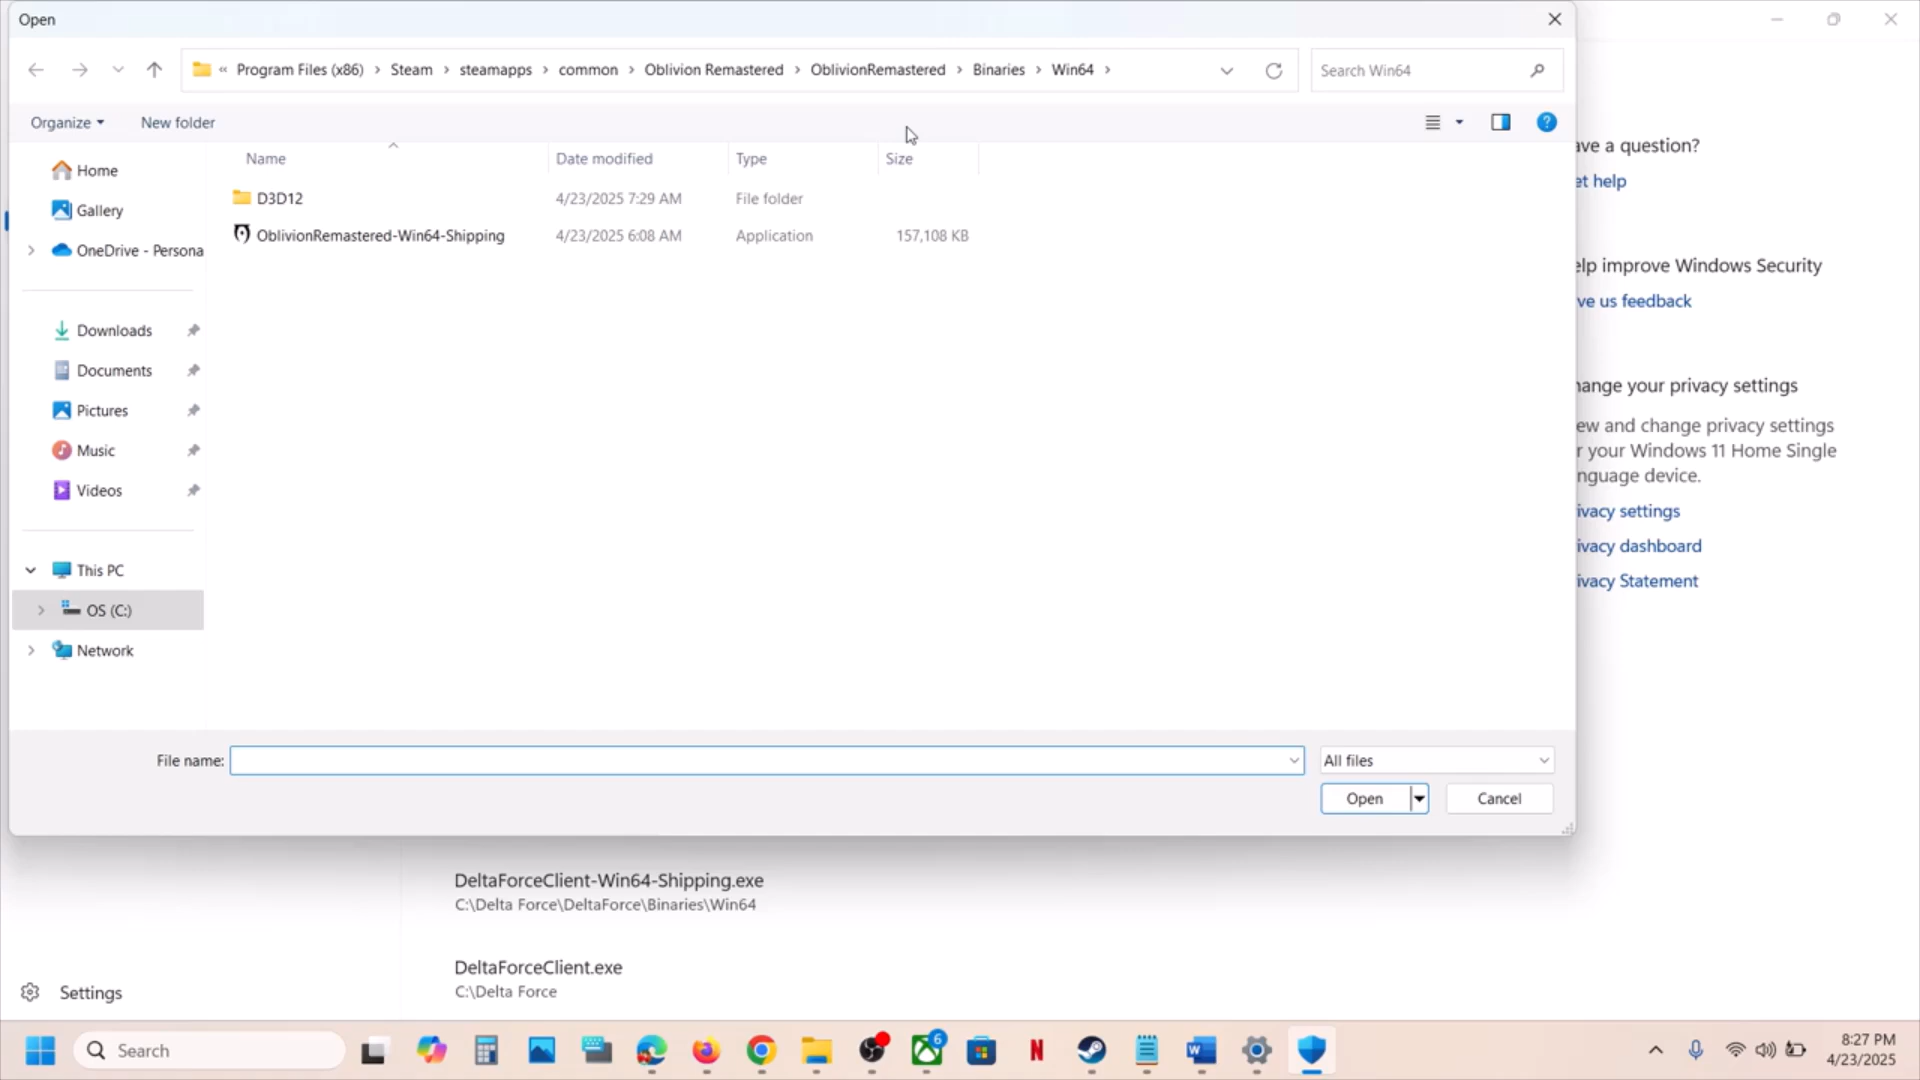 Open
« Program Files (x86) > Steam > steamapps > common > Oblivion Remastered > OblivionRemastered > Binaries > Win64 >
Search Win64
Organize
New folder
Name
Date modified
Type
Size
D3D12
4/23/2025 7:29 AM
File folder
OblivionRemastered-Win64-Shipping
4/23/2025 6:08 AM
Application
157,108 KB
Home
Gallery
OneDrive - Persona
Downloads
Documents
Pictures
Music
Videos
This PC
OS (C:)
Network
File name:
All files
Open
Cancel
ave a question?
et help
elp improve Windows Security
ve us feedback
hange your privacy settings
ew and change privacy settings
r your Windows 11 Home Single
nguage device.
ivacy settings
ivacy dashboard
ivacy Statement
DeltaForceClient-Win64-Shipping.exe
C:\Delta Force\DeltaForce\Binaries\Win64
DeltaForceClient.exe
C:\Delta Force
Settings
Search
6
8:27 PM
4/23/2025